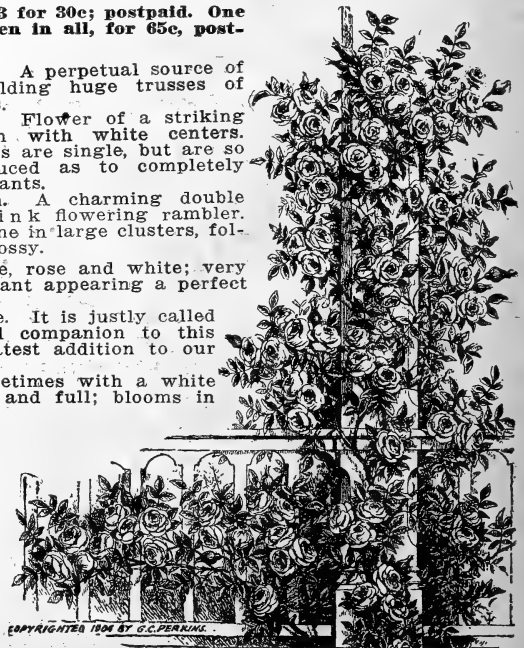 3 for 30c; postpaid. One
en in all, for 65c, post-
A perpetual source of
lding huge trusses of
s.
Flower of a striking
n with white centers.
s are single, but are so
uced as to completely
ants.
n. A charming double
ink flowering rambler.
ne in large clusters, fol-
ossy.
e, rose and white; very
ant appearing a perfect
e. It is justly called
l companion to this
test addition to our
etimes with a white
and full; blooms in
COPYRIGHTED 1906 BY G.C. PERKINS.